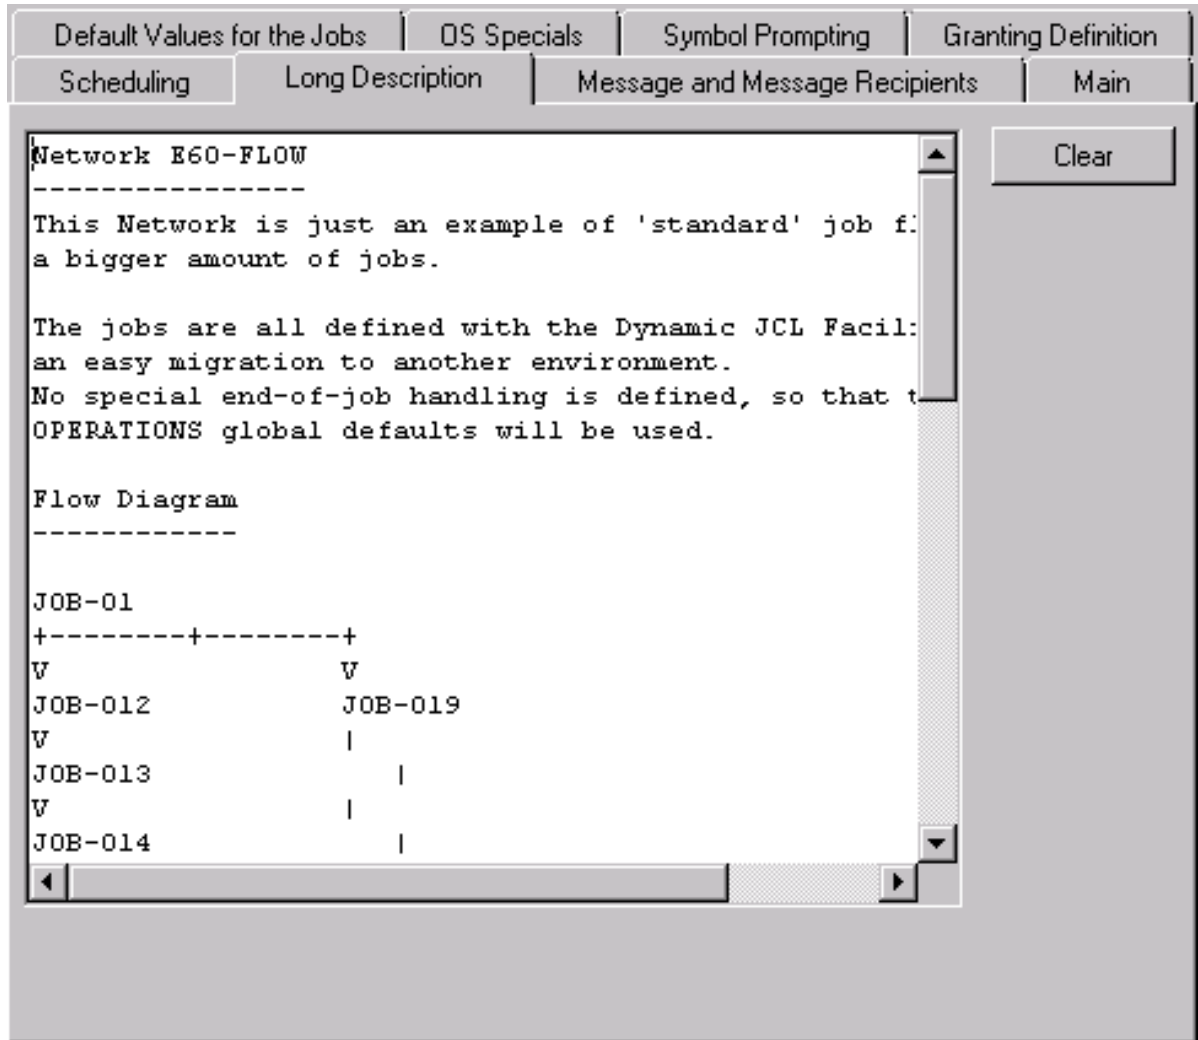 Default Values for the Jobs OS Specials Symbol Prompting Granting Definition
Scheduling Long Description Message and Message Recipients Main
Clear
Network E60-FLOW
----------------
This Network is just an example of 'standard' job
a bigger amount of jobs.
The jobs are all defined with the Dynamic JCL
an easy migration to another environment.
No special end-of-job handling is defined, so that
OPERATIONS global defaults will be used.
Flow Diagram
------------
JOB-01
+--------+--------+
V                  V
JOB-012            JOB-019
V                  |
JOB-013               |
V                  |
JOB-014               |